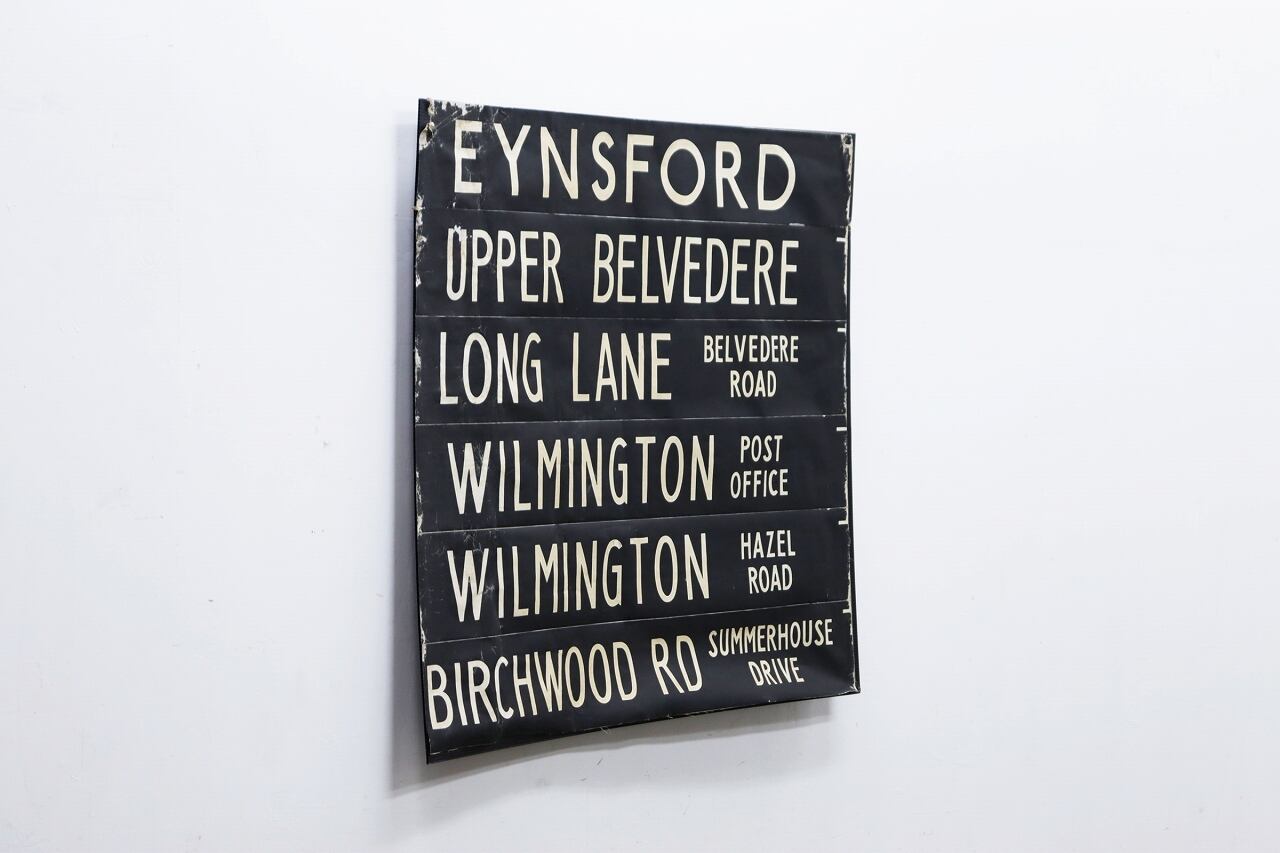 EYNSFORD
UPPER BELVEDERE
LONG LANE BELVEDERE ROAD
WILMINGTON POST OFFICE
WILMINGTON HAZEL ROAD
BIRCHWOOD RD SUMMERHOUSE DRIVE